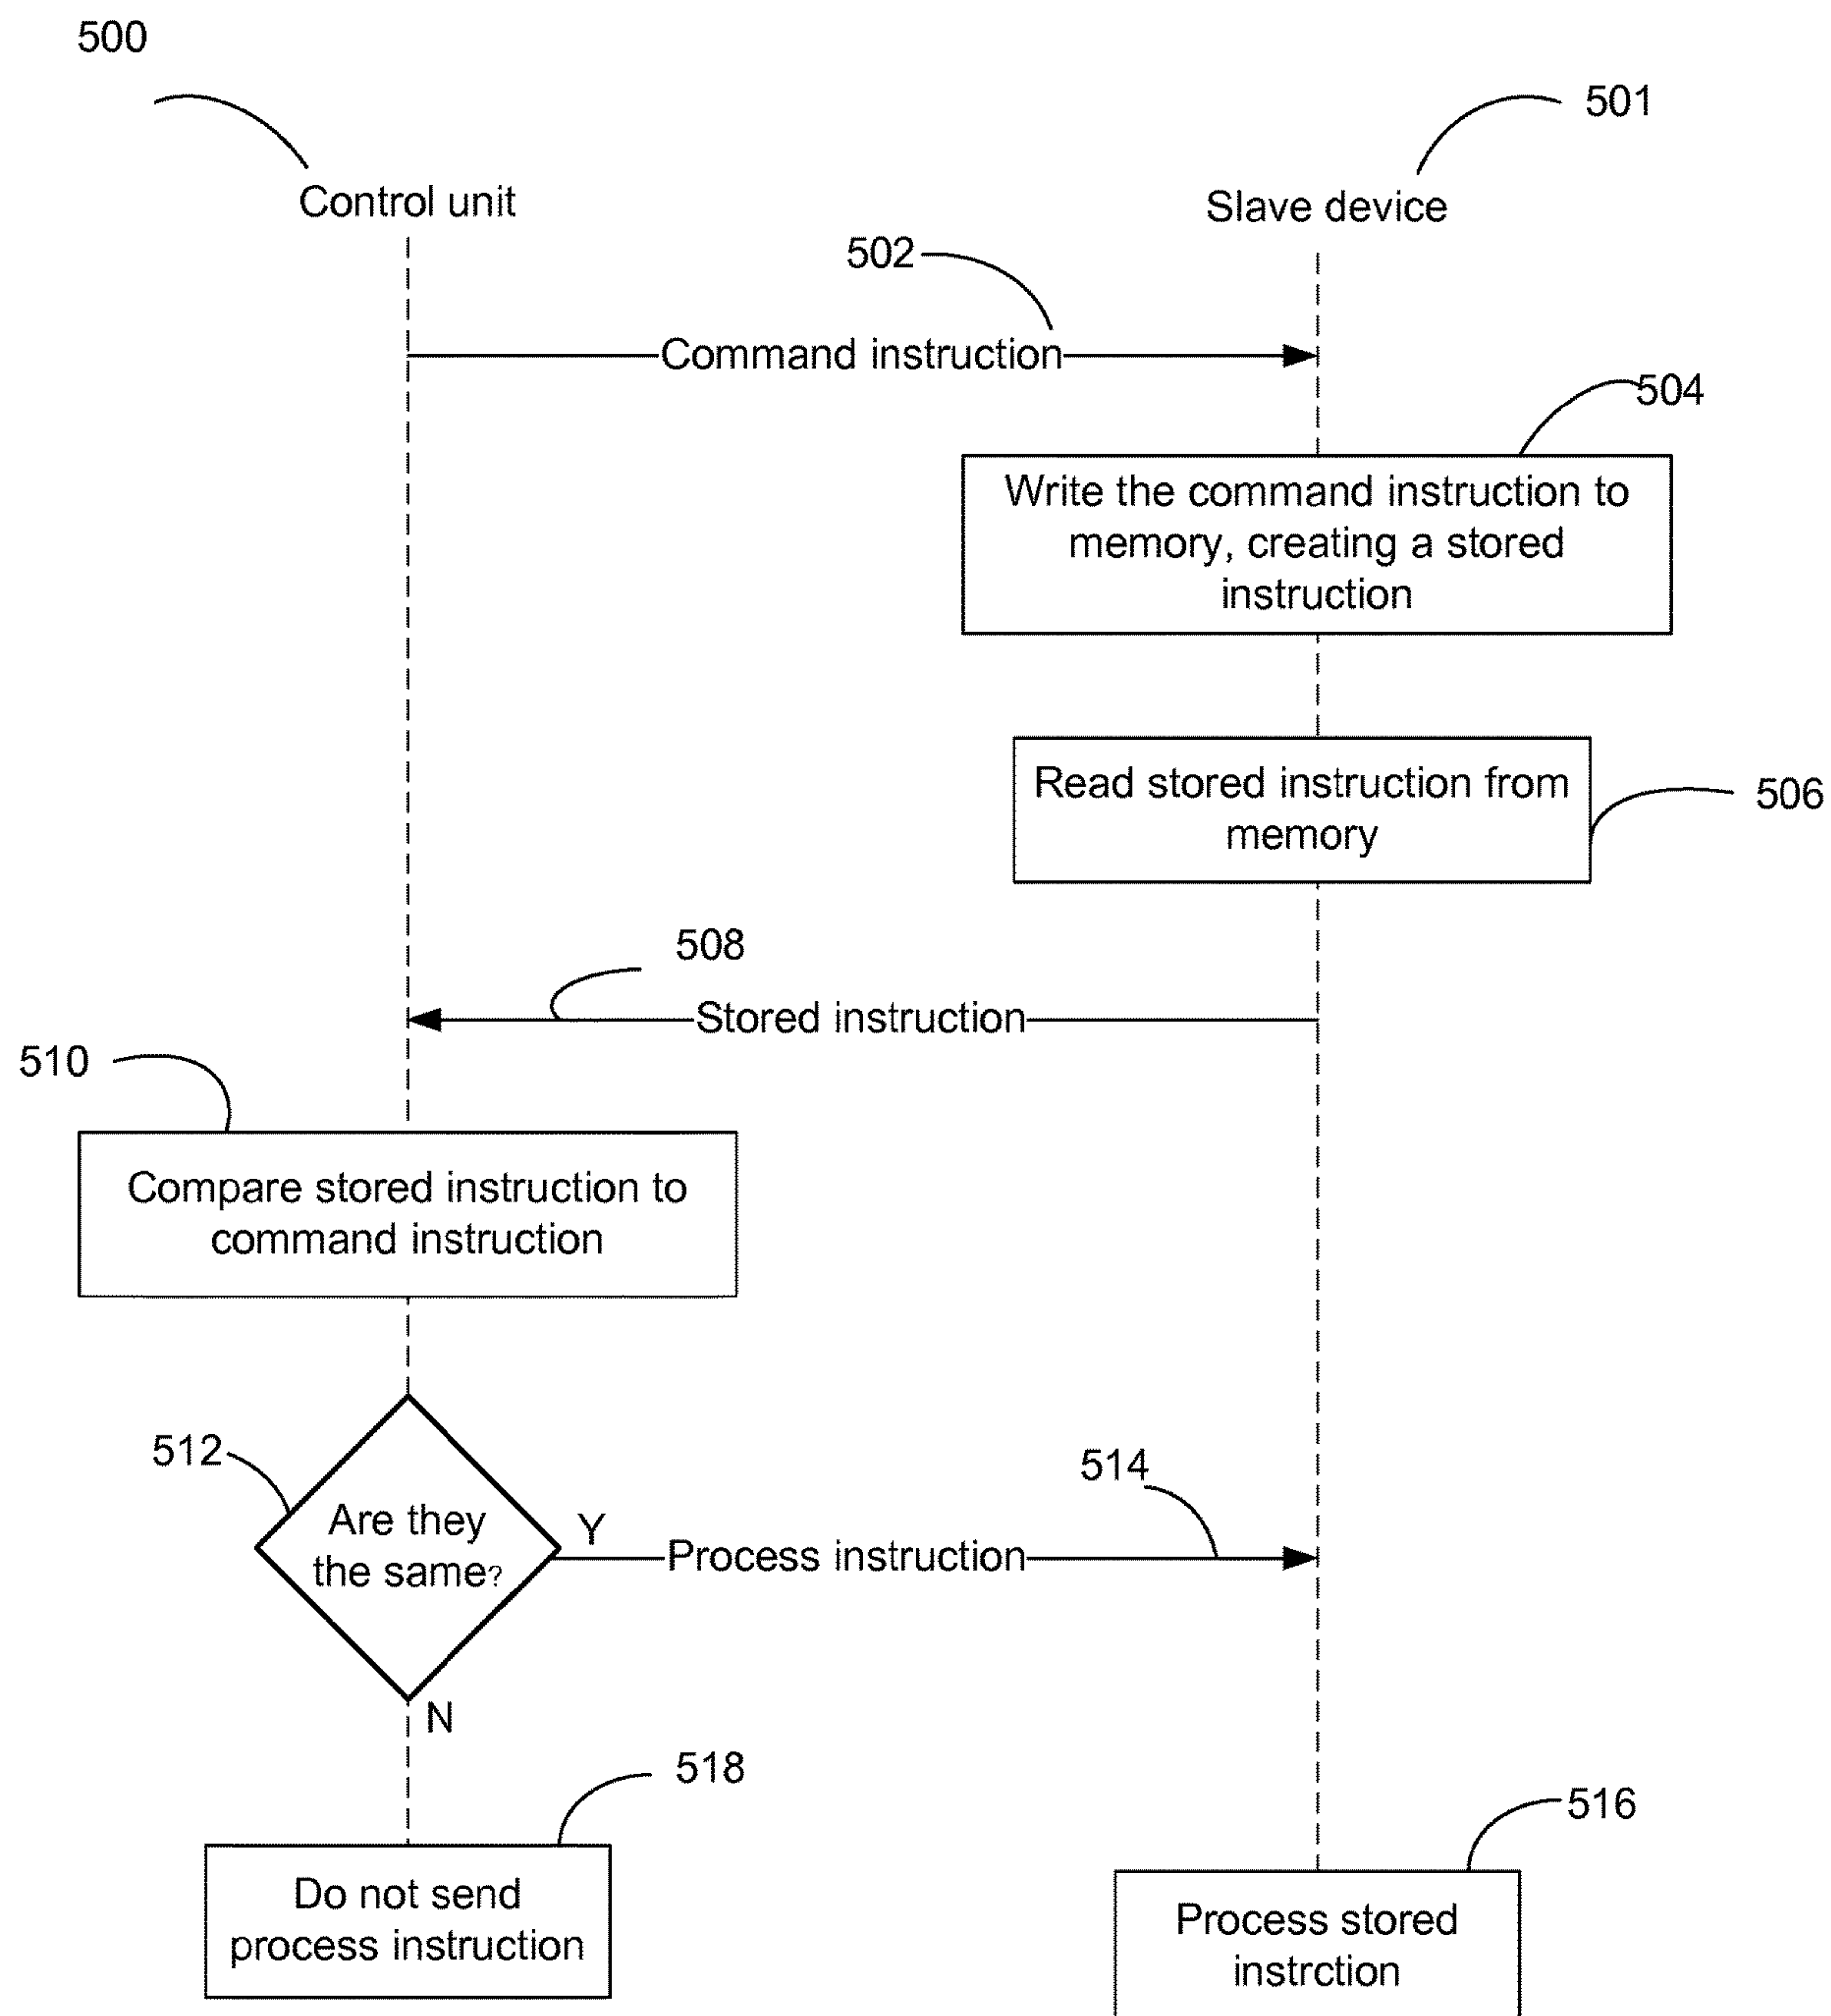 500
501
Control unit
Slave device
502
Command instruction
504
Write the command instruction to
memory, creating a stored
instruction
Read stored instruction from
memory
506
508
Stored instruction
510
Compare stored instruction to
command instruction
512
Are they
the same?
Y
514
Process instruction
N
518
Do not send
process instruction
516
Process stored
instrction